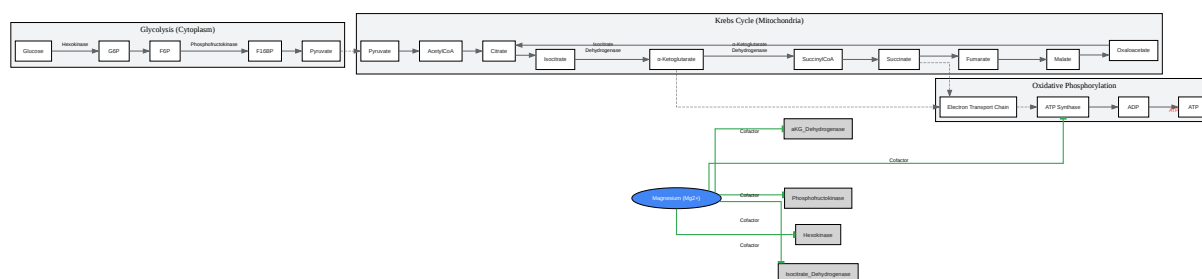 Glycolysis (Cytoplasm)
Glucose
Hexokinase
G6P
F6P
Phosphofructokinase
F16BP
Pyruvate
Krebs Cycle (Mitochondria)
Pyruvate
AcetylCoA
Citrate
Isocitrate
Dehydrogenase
Isocitrate
α-Ketoglutarate
Dehydrogenase
α-Ketoglutarate
SuccinylCoA
Succinate
Fumarate
Malate
Oxaloacetate
Oxidative Phosphorylation
Electron Transport Chain
ATP Synthase
ADP
ATP
Magnesium (Mg2+)
Cofactor
aKG_Dehydrogenase
Cofactor
Cofactor
Phosphofructokinase
Cofactor
Hexokinase
Cofactor
Isocitrate_Dehydrogenase